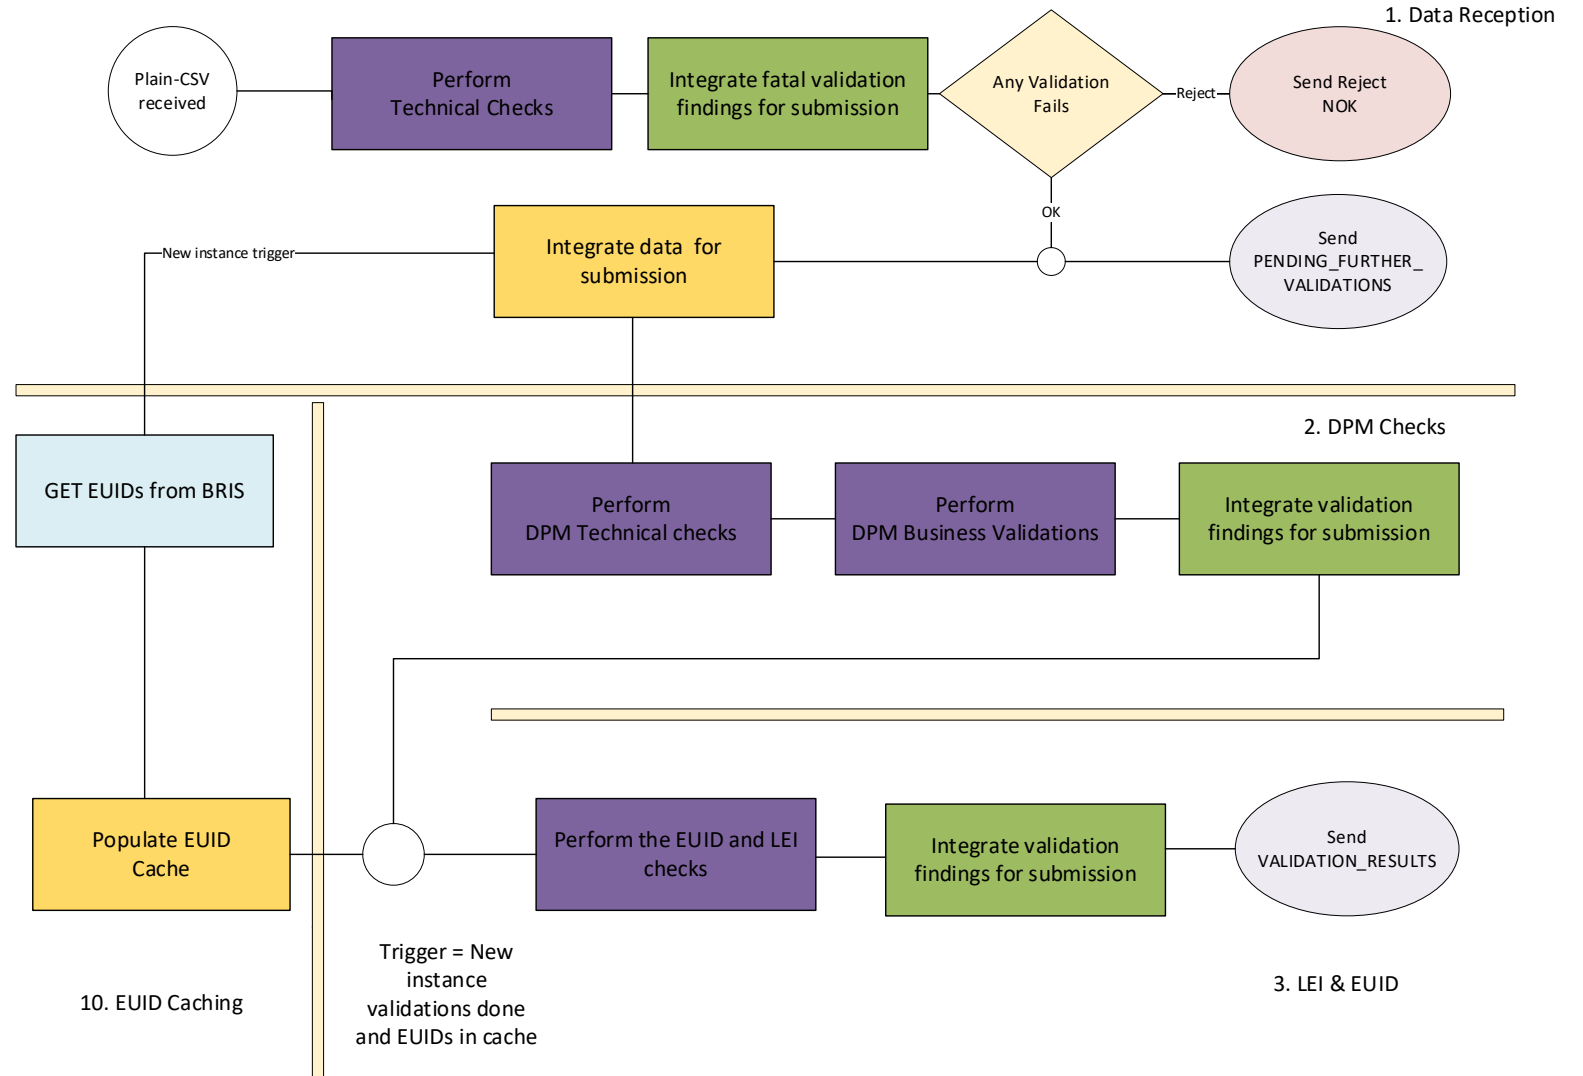 1. Data Reception
Plain-CSV
received
Perform
Technical Checks
Integrate fatal validation
findings for submission
Any Validation
Fails
Reject
Send Reject
NOK
OK
New instance trigger
Integrate data for
submission
Send
PENDING_FURTHER_
VALIDATIONS
2. DPM Checks
GET EUIDs from BRIS
Perform
DPM Technical checks
Perform
DPM Business Validations
Integrate validation
findings for submission
Populate EUID
Cache
Perform the EUID and LEI
checks
Integrate validation
findings for submission
Send
VALIDATION_RESULTS
Trigger = New
instance
validations done
and EUIDs in cache
10. EUID Caching
3. LEI & EUID